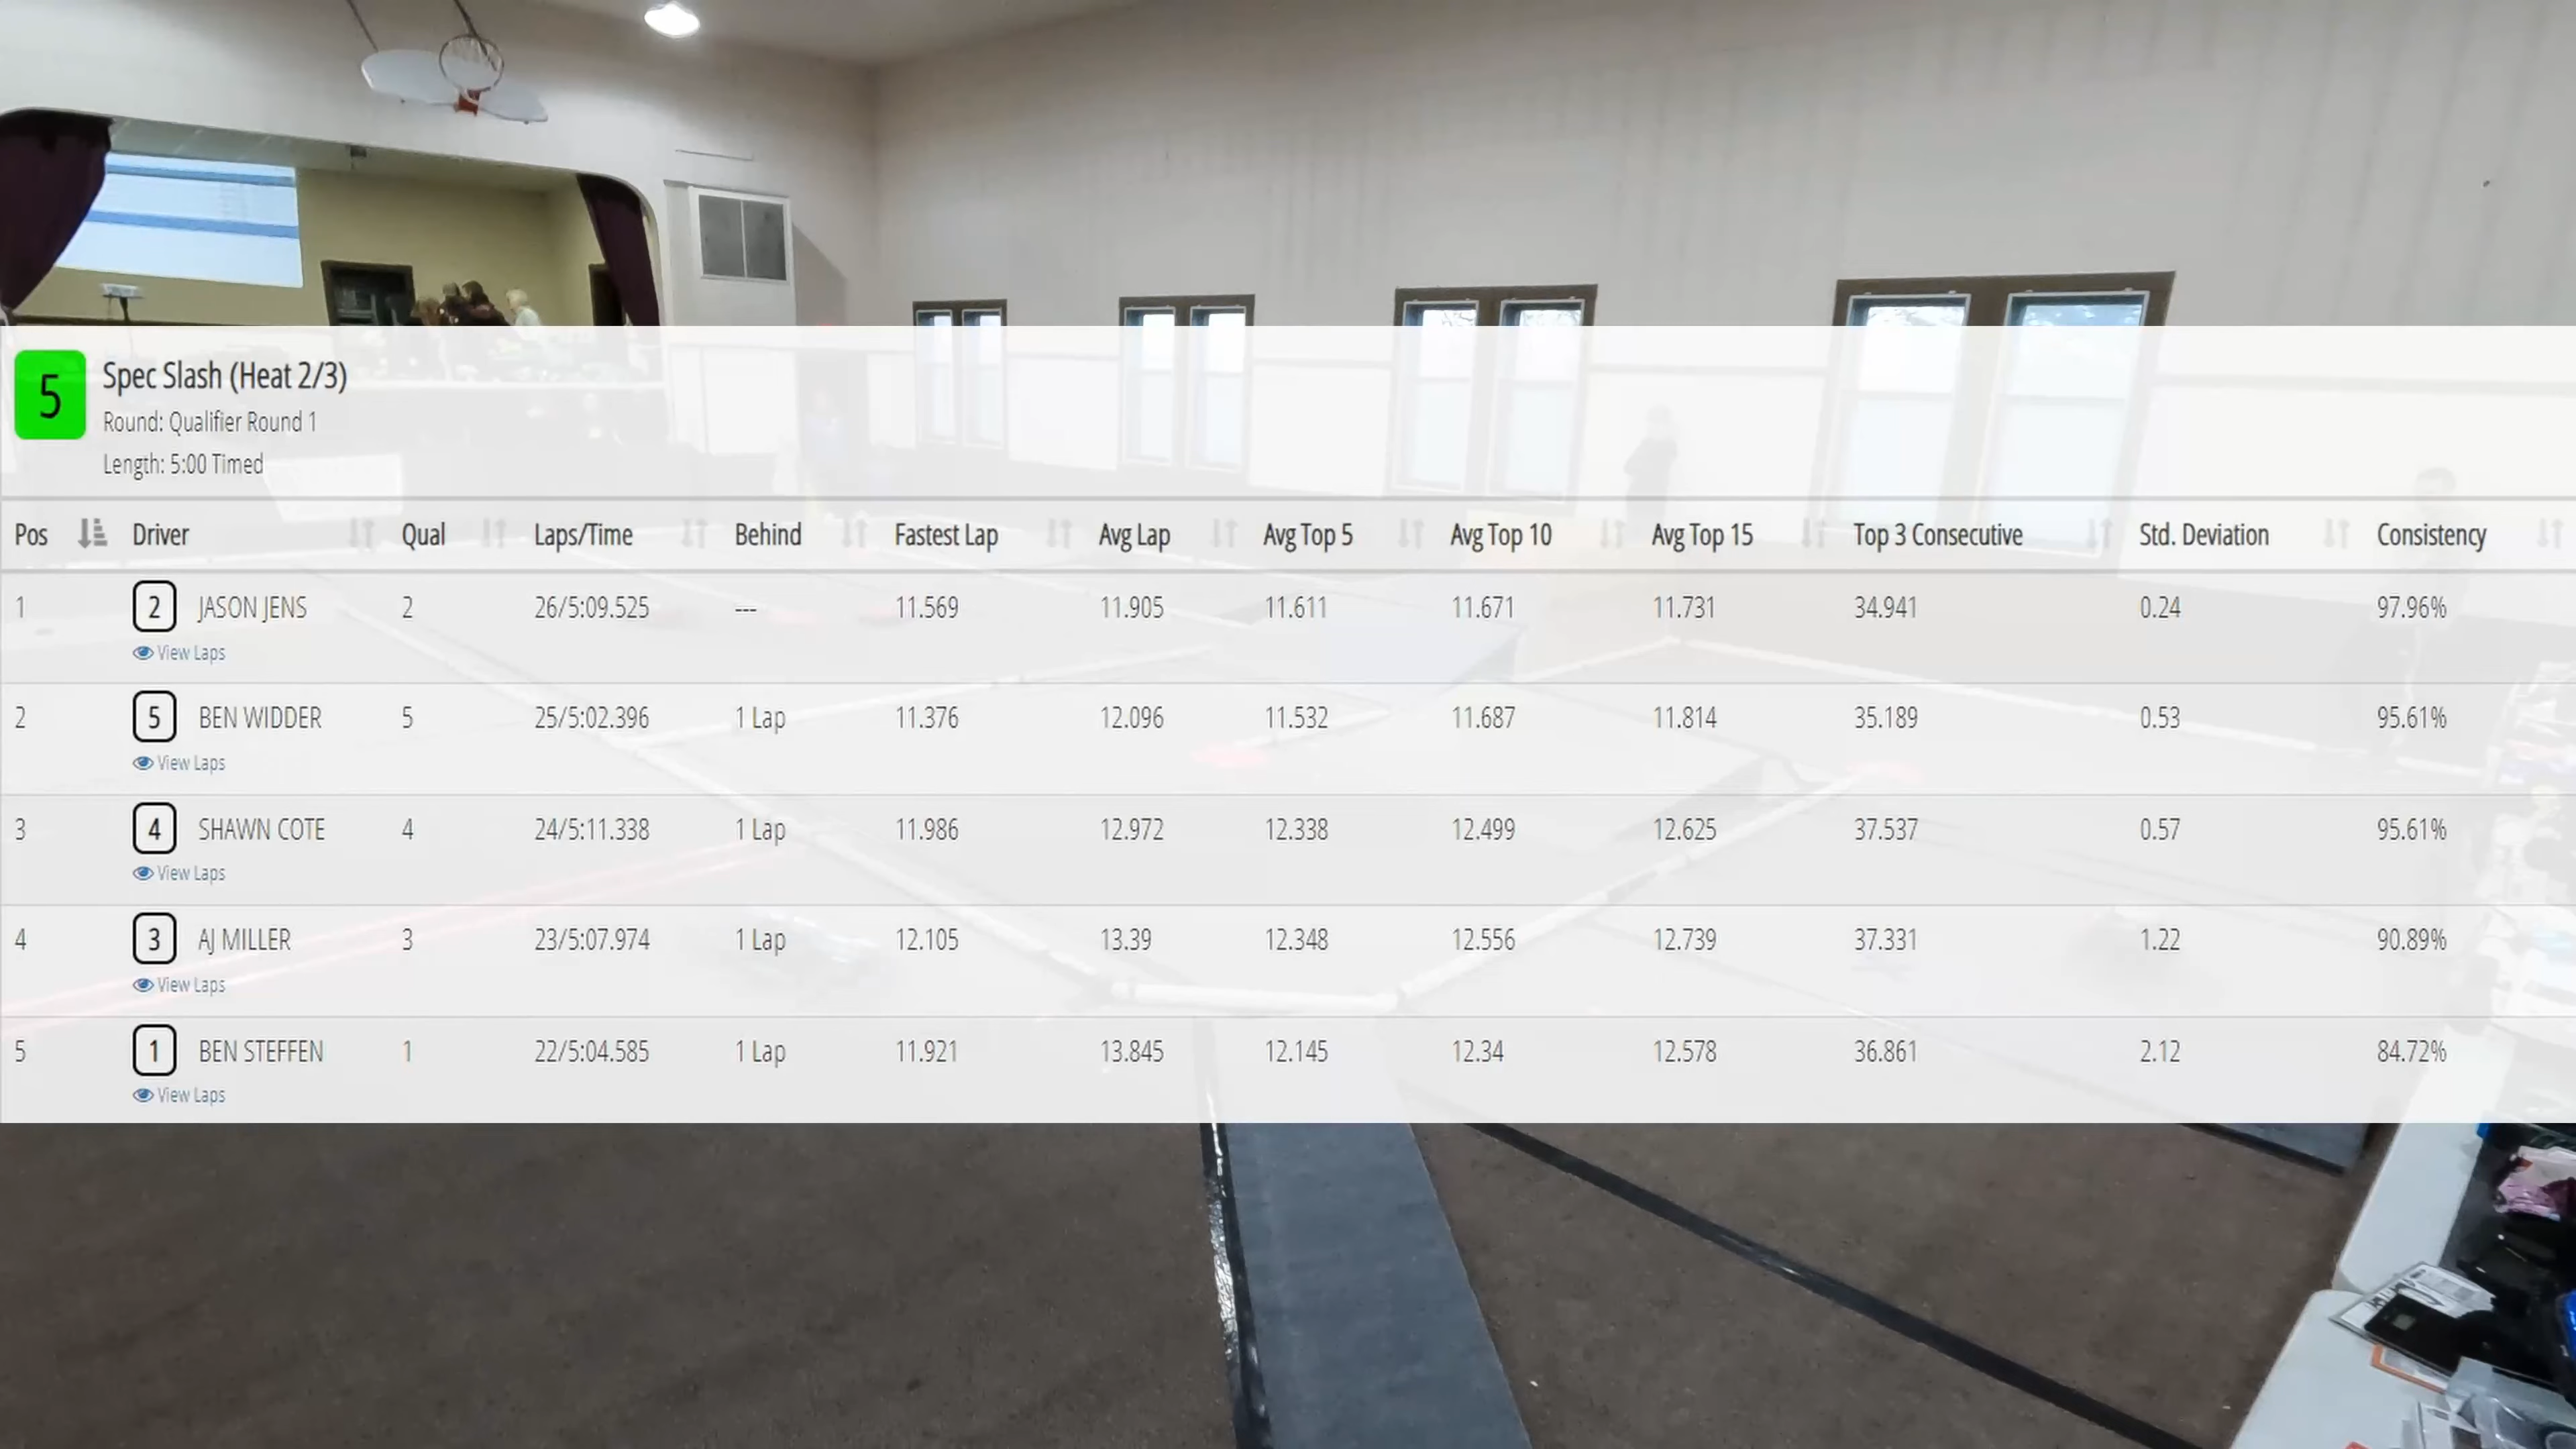 5
Spec Slash (Heat 2/3)
Round: Qualifier Round 1
Length: 5:00 Timed
Pos Driver Qual Laps/Time Behind Fastest Lap Avg Lap Avg Top 5 Avg Top 10 Avg Top 15 Top 3 Consecutive Std. Deviation Consistency
1 2 JASON JENS 2 26/5:09.525 --- 11.569 11.905 11.611 11.671 11.731 34.941 0.24 97.96%
View Laps
2 5 BEN WIDDER 5 25/5:02.396 1 Lap 11.376 12.096 11.532 11.687 11.814 35.189 0.53 95.61%
View Laps
3 4 SHAWN COTE 4 24/5:11.338 1 Lap 11.986 12.972 12.338 12.499 12.625 37.537 0.57 95.61%
View Laps
4 3 AJ MILLER 3 23/5:07.974 1 Lap 12.105 13.39 12.348 12.556 12.739 37.331 1.22 90.89%
View Laps
5 1 BEN STEFFEN 1 22/5:04.585 1 Lap 11.921 13.845 12.145 12.34 12.578 36.861 2.12 84.72%
View Laps